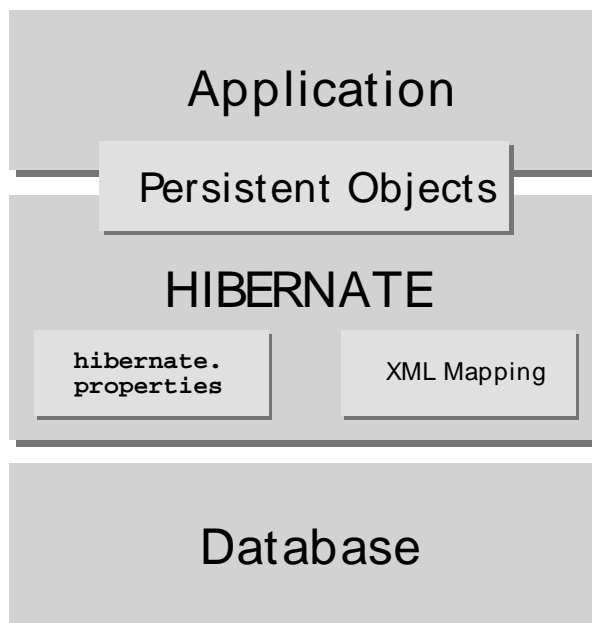 Application
Persistent Objects
HIBERNATE
hibernate.
properties
XML Mapping
Database